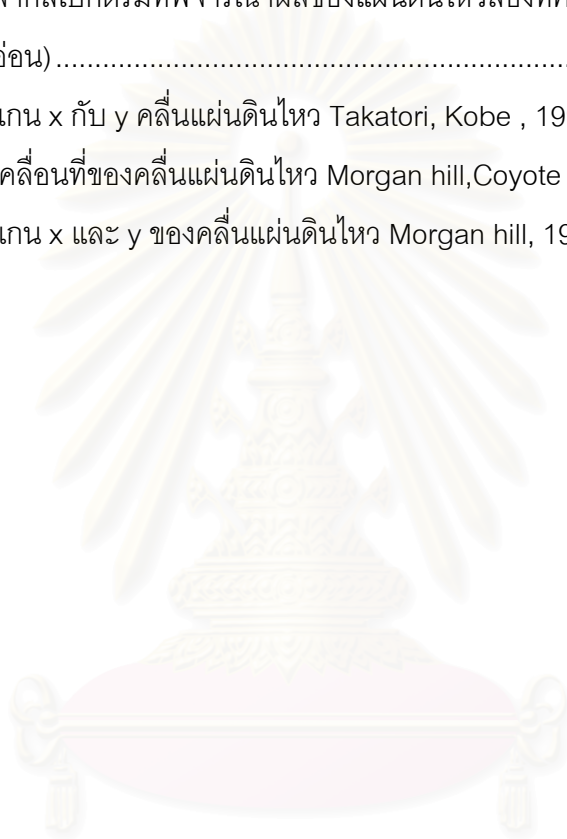 อ่อน)..........................................................
เกน x กับ y คลื่นแผ่นดินไหว Takatori, Kobe , 19
คลื่อนที่ของคลื่นแผ่นดินไหว Morgan hill,Coyote
เกน x และ y ของคลื่นแผ่นดินไหว Morgan hill, 19